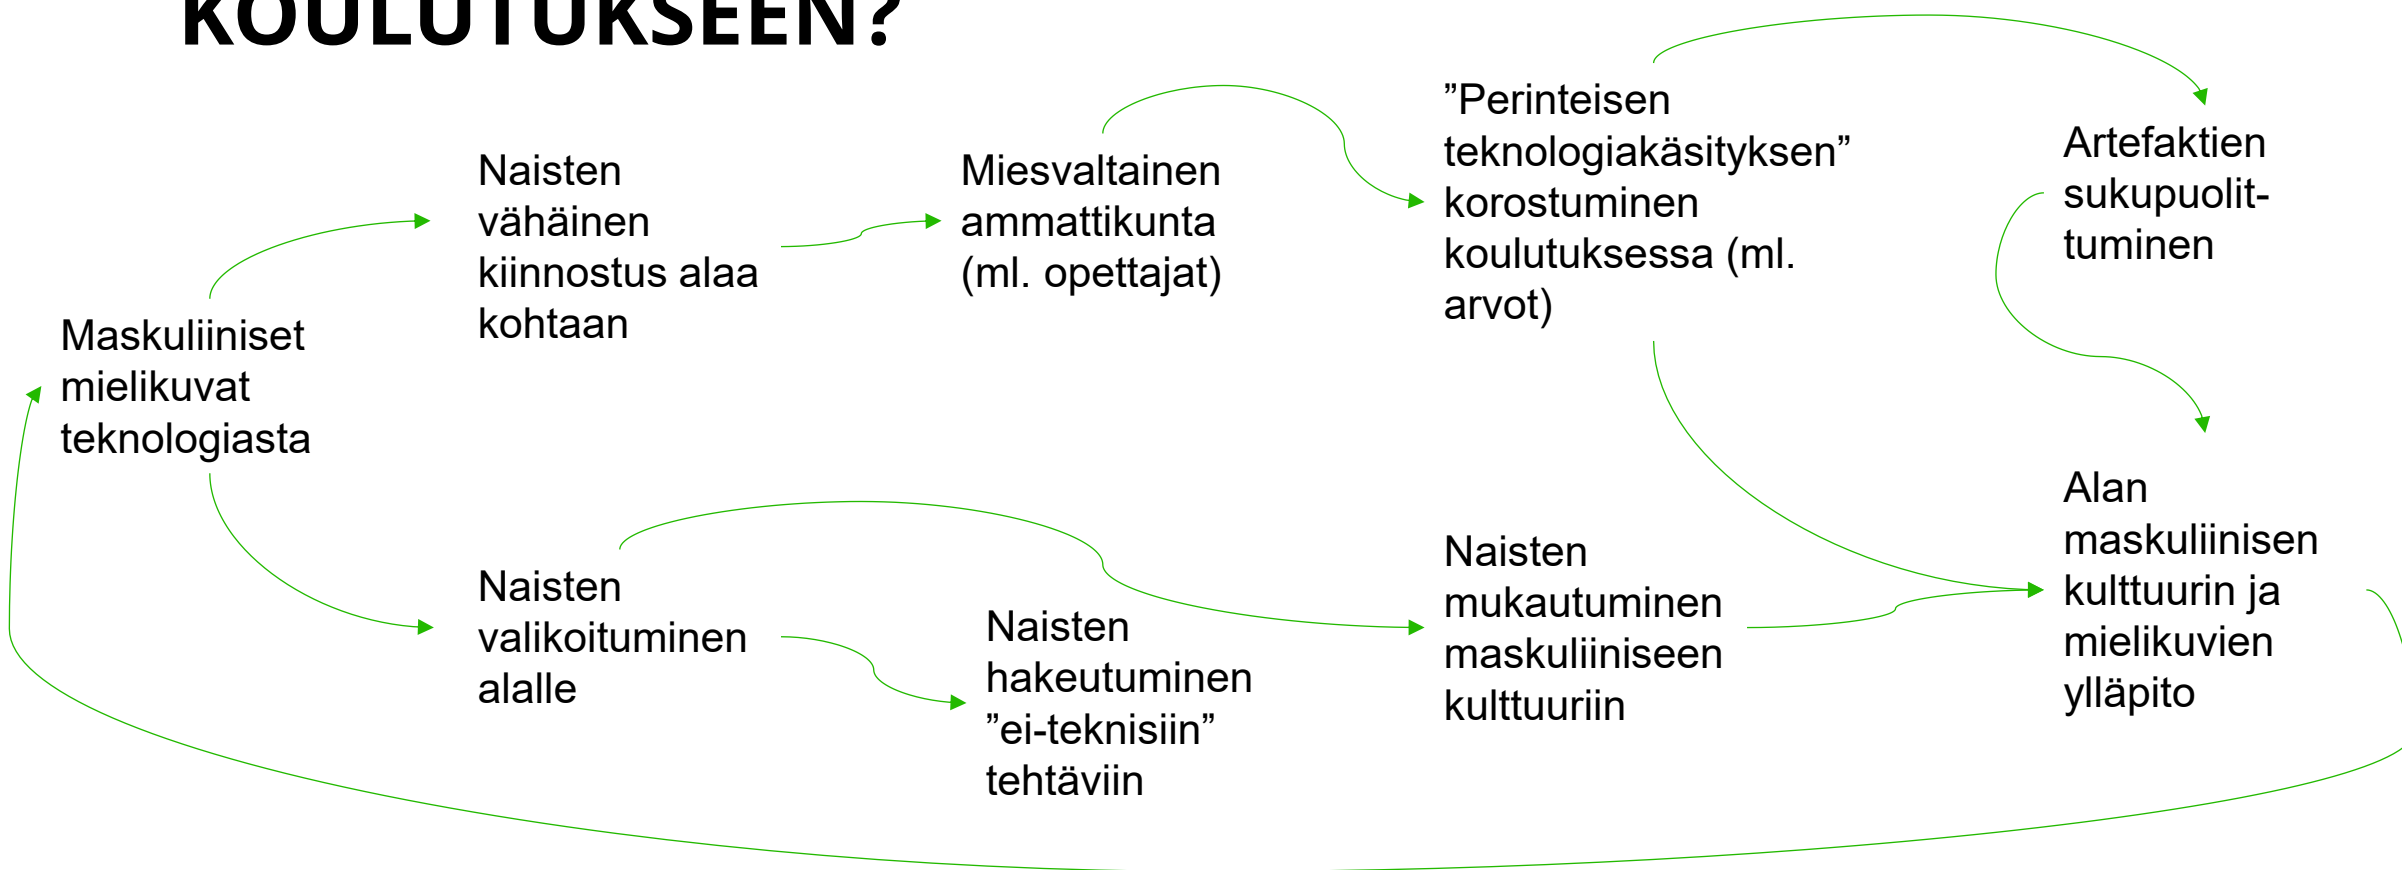 KOULUTUKSEEN?
Maskuliiniset
mielikuvat
teknologiasta
Naisten
vähäinen
kiinnostus alaa
kohtaan
Miesvaltainen
ammattikunta
(ml. opettajat)
”Perinteisen
teknologiakäsityksen”
korostuminen
koulutuksessa (ml.
arvot)
Artefaktien
sukupuolit-
tuminen
Naisten
valikoituminen
alalle
Naisten
hakeutuminen
”ei-teknisiin”
tehtäviin
Naisten
mukautuminen
maskuliiniseen
kulttuuriin
Alan
maskuliinisen
kulttuurin ja
mielikuvien
ylläpito